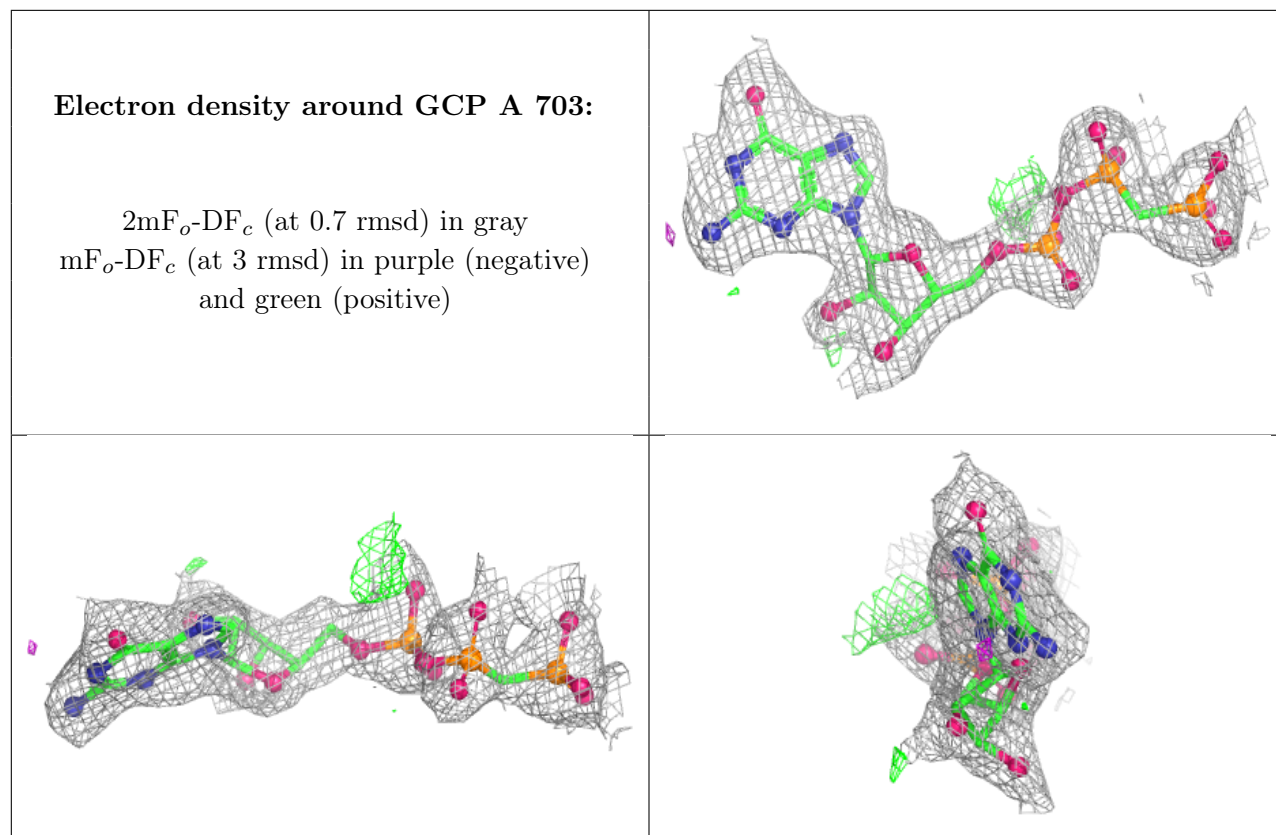 Electron density around GCP A 703:
2mFo-DFc (at 0.7 rmsd) in gray
mFo-DFc (at 3 rmsd) in purple (negative)
and green (positive)